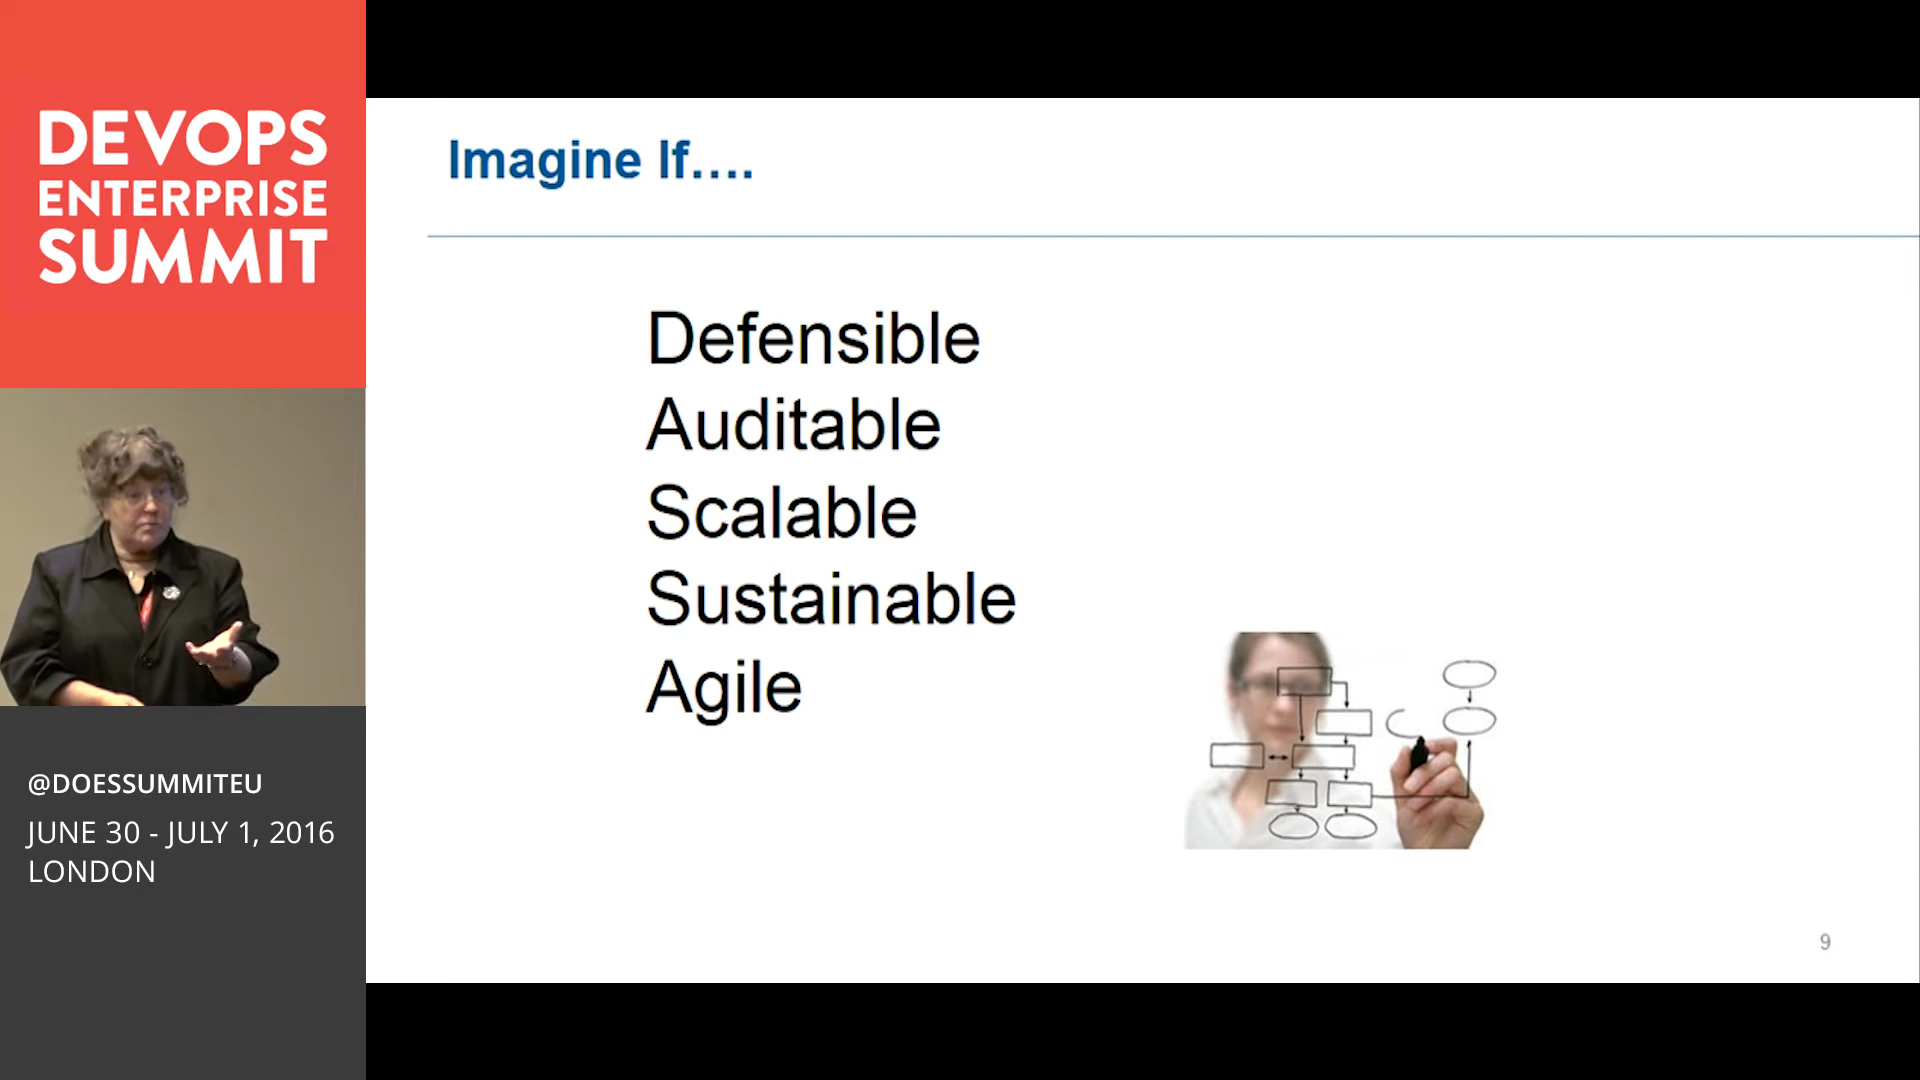 DEVOPS
ENTERPRISE
SUMMIT
@DOESSUMMITEU
JUNE 30 - JULY 1, 2016
LONDON
Imagine If....
Defensible
Auditable
Scalable
Sustainable
Agile
9